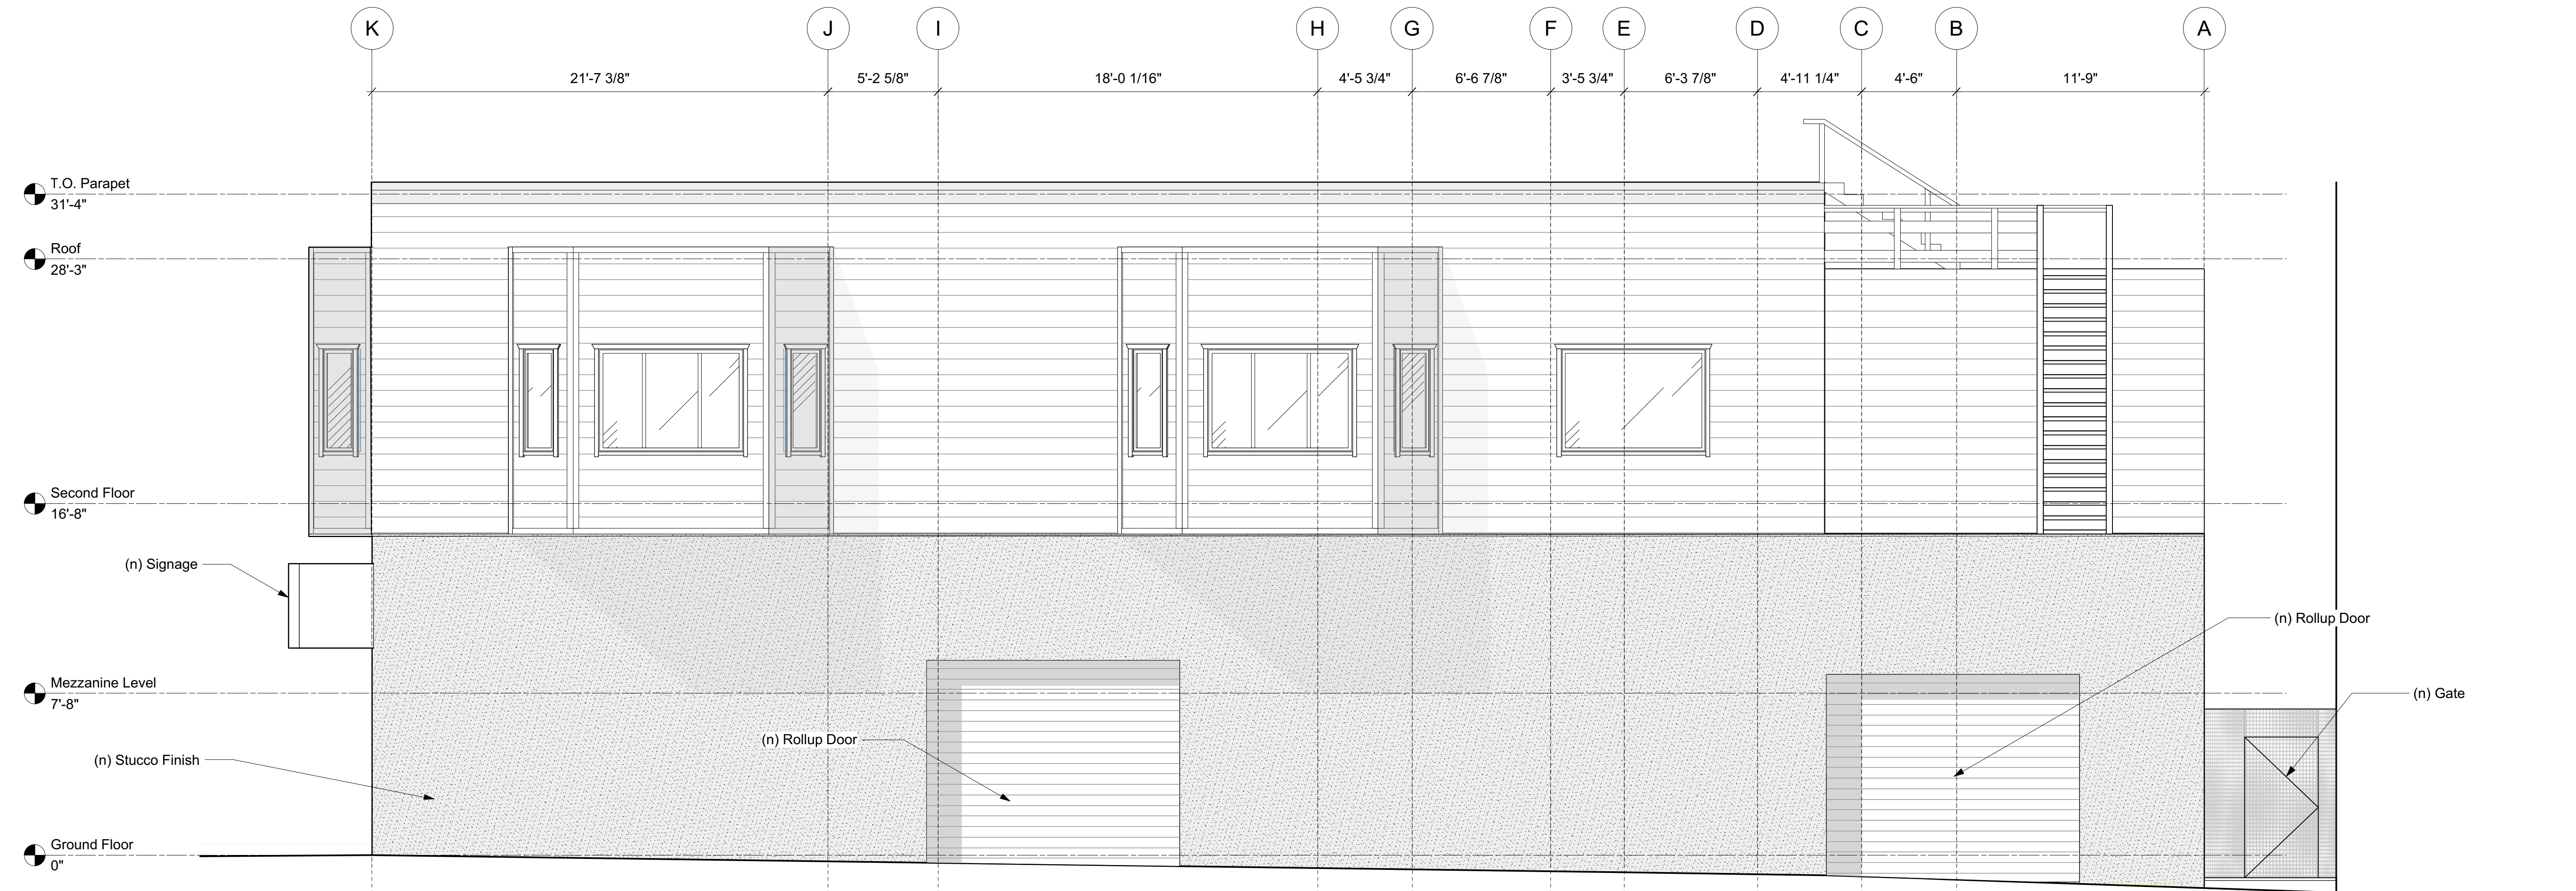 K
J
I
H
G
F
E
D
C
B
A
21'-7 3/8"
5'-2 5/8"
18'-0 1/16"
4'-5 3/4"
6'-6 7/8"
3'-5 3/4"
6'-3 7/8"
4'-11 1/4"
4'-6"
11'-9"
T.O. Parapet
31'-4"
Roof
28'-3"
Second Floor
16'-8"
(n) Signage
(n) Rollup Door
Mezzanine Level
7'-8"
(n) Gate
(n) Rollup Door
(n) Stucco Finish
Ground Floor
0"